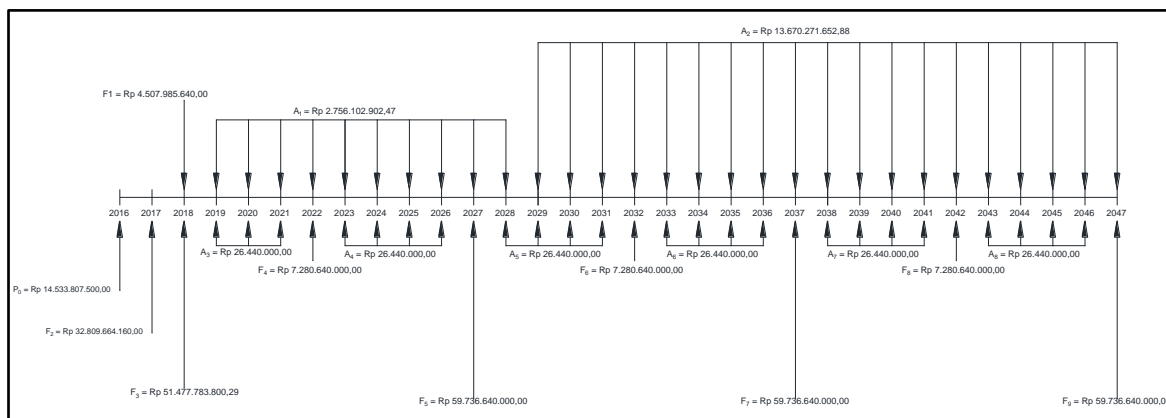 A2 = Rp 13.670.271.652,88
F1 = Rp 4.507.985.640,00
A1 = Rp 2.756.102.902,47
2016 2017 2018 2019 2020 2021 2022 2023 2024 2025 2026 2027 2028 2029 2030 2031 2032 2033 2034 2035 2036 2037 2038 2039 2040 2041 2042 2043 2044 2045 2046 2047
A3 = Rp 26.440.000,00 A4 = Rp 26.440.000,00 A5 = Rp 26.440.000,00 A6 = Rp 26.440.000,00 A7 = Rp 26.440.000,00 A8 = Rp 26.440.000,00
F4 = Rp 7.280.640.000,00 F6 = Rp 7.280.640.000,00 F8 = Rp 7.280.640.000,00
P0 = Rp 14.533.807.500,00
F2 = Rp 32.809.664.160,00
F3 = Rp 51.477.783.800,29
F5 = Rp 59.736.640.000,00 F7 = Rp 59.736.640.000,00 F9 = Rp 59.736.640.000,0